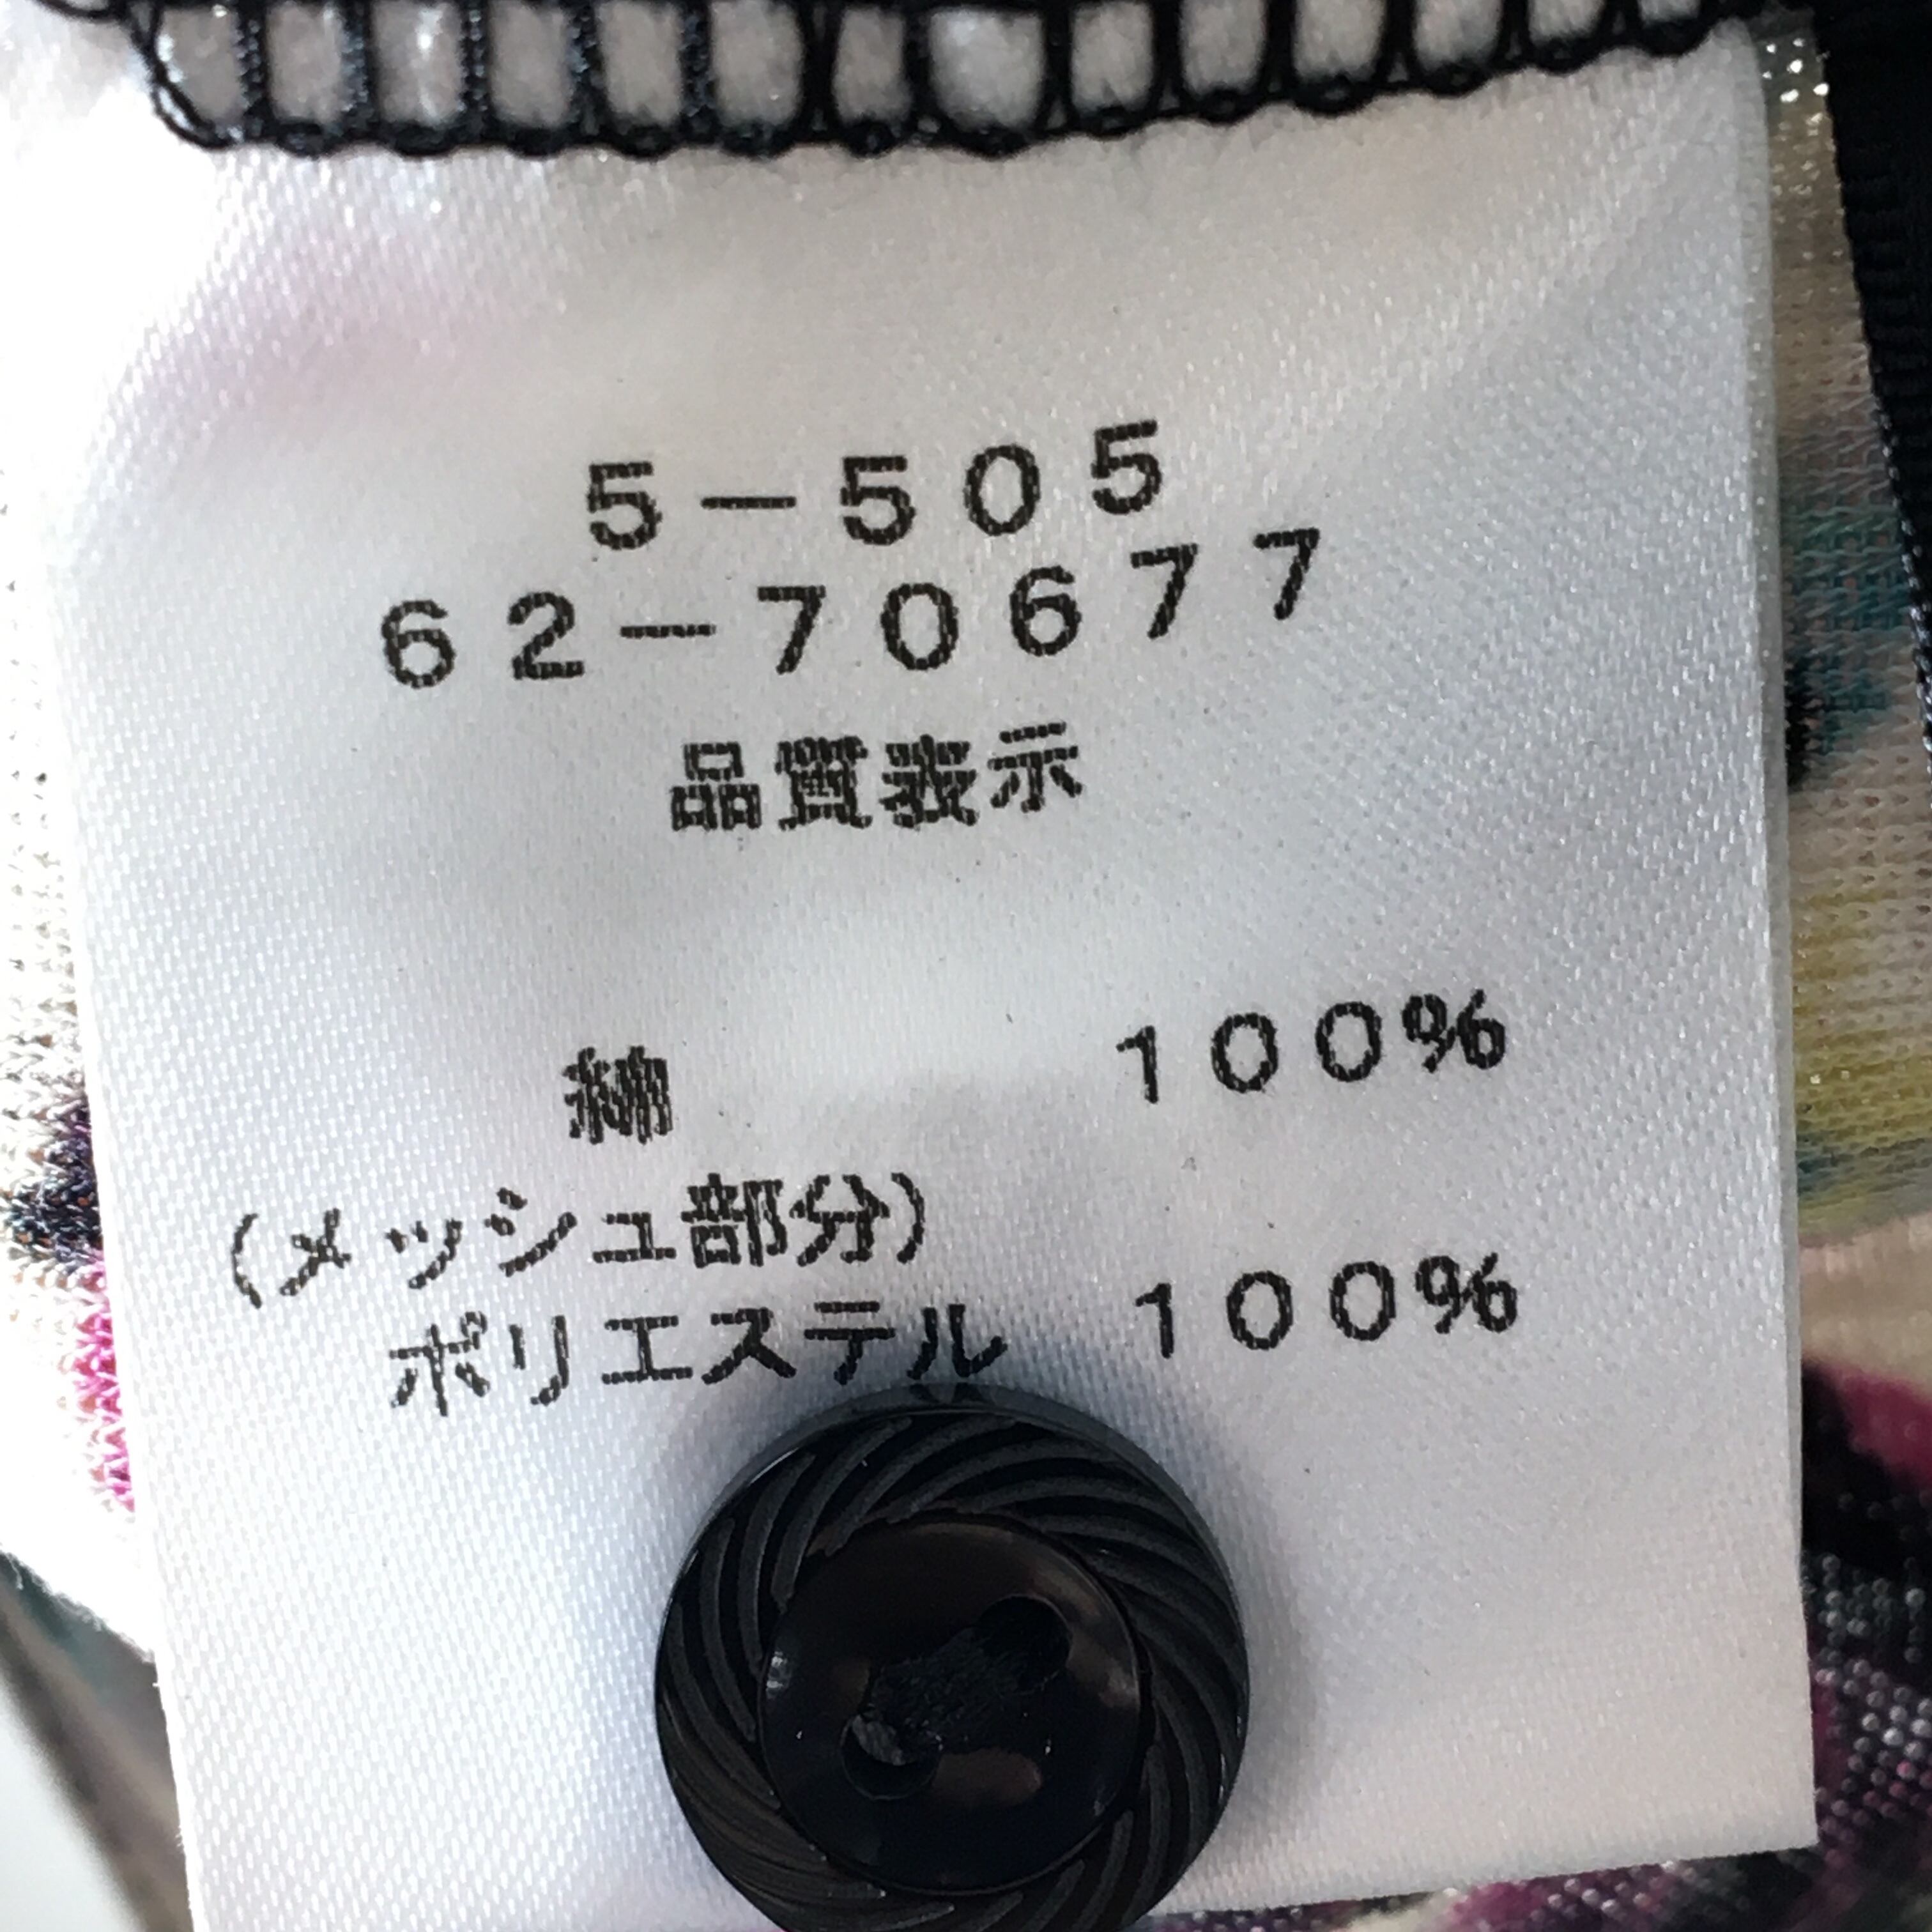 5-505
62-70677
品質表示
綿 100%
(メッシュ部分)
ポリエステル 100%